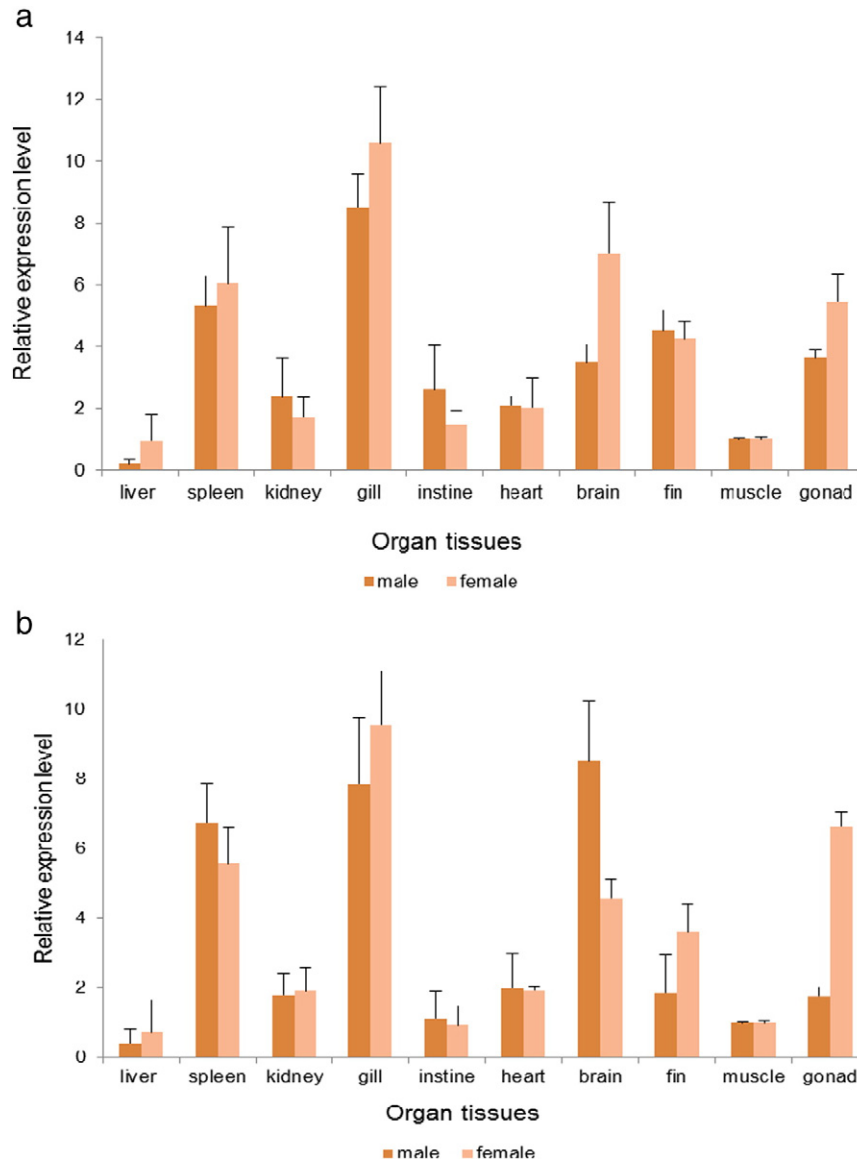 a
14
12
10
8
6
4
2
0
Relative expression level
liver spleen kidney gill instine heart brain fin muscle gonad
Organ tissues
male female
b
12
10
8
6
4
2
0
Relative expression level
liver spleen kidney gill instine heart brain fin muscle gonad
Organ tissues
male female